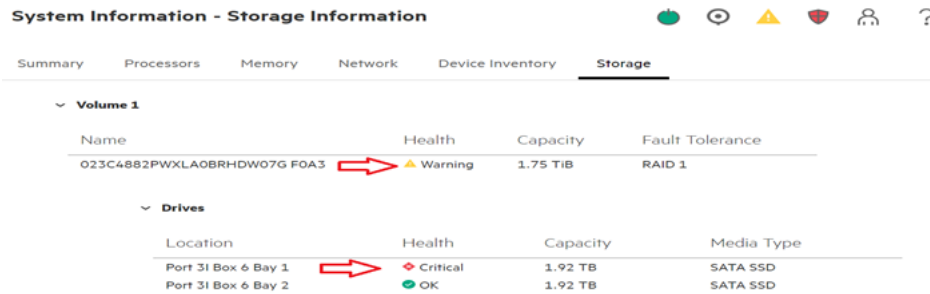 System Information - Storage Information
?
Summary Processors Memory Network Device Inventory Storage
Volume 1
Name Health Capacity Fault Tolerance
023C4882PWXLA0BRHDW07G F0A3 Warning 1.75 TiB RAID 1
Drives
Location Health Capacity Media Type
Port 3I Box 6 Bay 1 Critical 1.92 TB SATA SSD
Port 3I Box 6 Bay 2 OK 1.92 TB SATA SSD